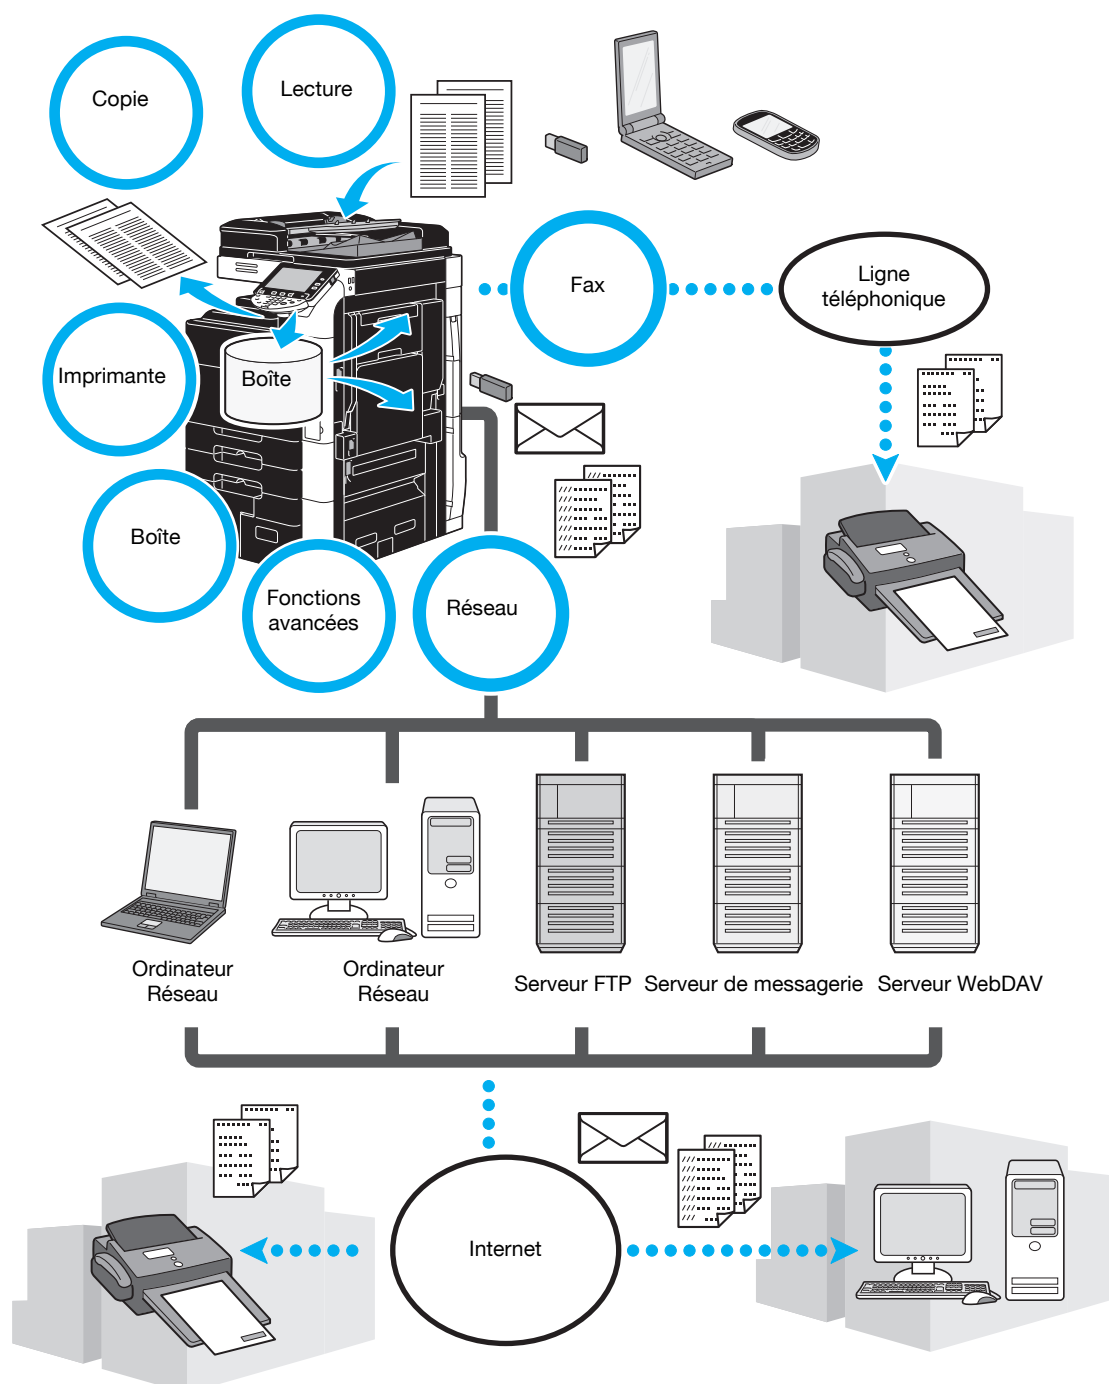 Copie
Lecture
Fax
Ligne
téléphonique
Imprimante
Boîte
Boîte
Fonctions
avancées
Réseau
Ordinateur
Réseau
Ordinateur
Réseau
Serveur FTP
Serveur de messagerie
Serveur WebDAV
Internet